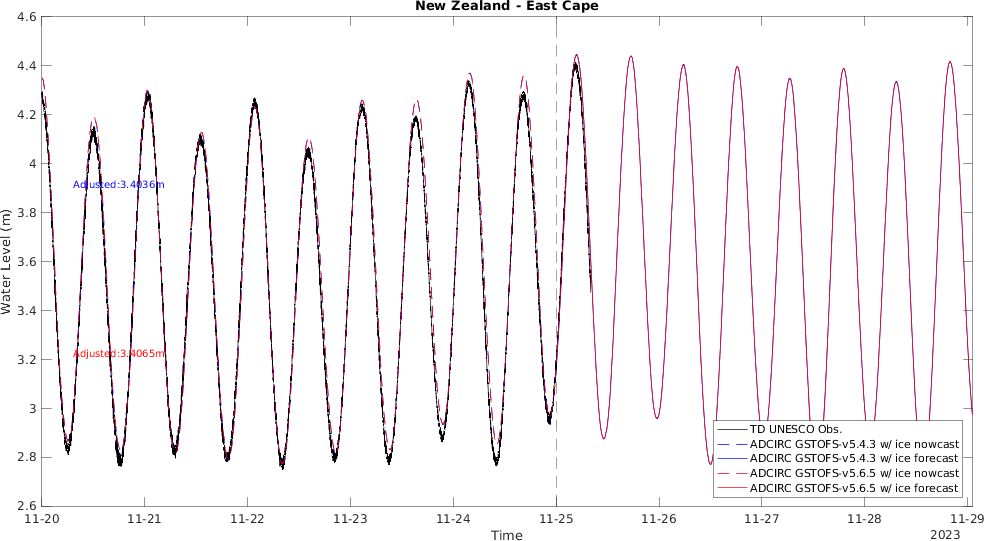 New Zealand - East Cape
4.6
4.4
4.2
4
3.8
3.6
3.4
3.2
3
2.8
2.6
Water Level (m)
Adjusted:3.4036m
Adjusted:3.4065m
TD UNESCO Obs.
ADCIRC GSTOFS-v5.4.3 w/ ice nowcast
ADCIRC GSTOFS-v5.4.3 w/ ice forecast
ADCIRC GSTOFS-v5.6.5 w/ ice nowcast
ADCIRC GSTOFS-v5.6.5 w/ ice forecast
11-20 11-21 11-22 11-23 11-24 11-25 11-26 11-27 11-28 11-29
2023
Time